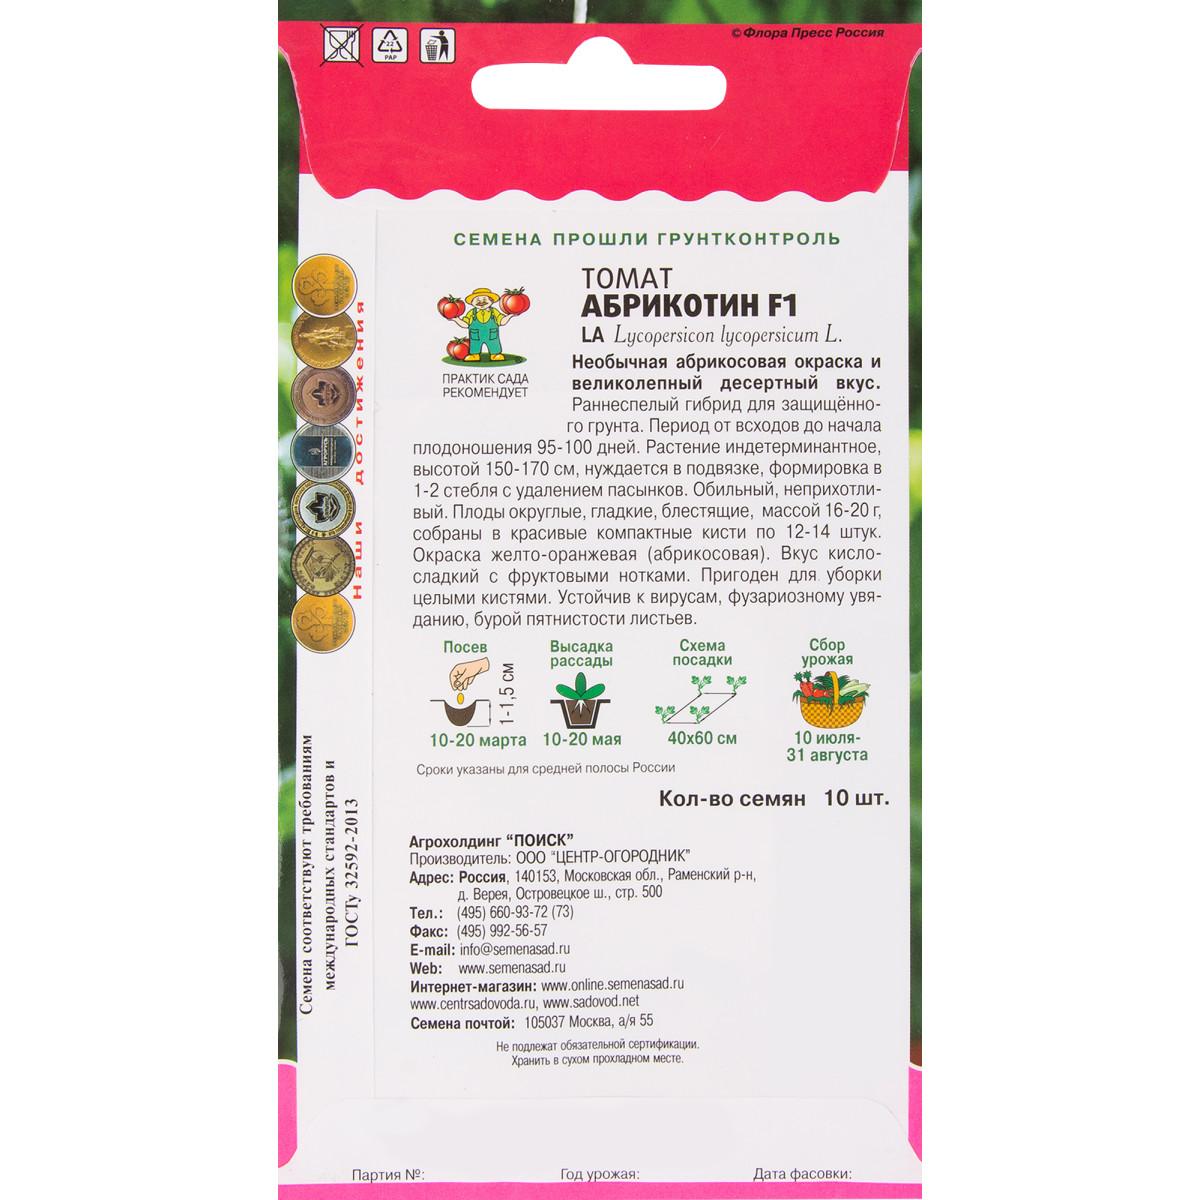 ©Флора Пресс Россия
22
PAP
СЕМЕНА ПРОШЛИ ГРУНТКОНТРОЛЬ
ТОМАТ
АБРИКОТИН F1
LA Lycopersicon lycopersicum L.
ПРАКТИК САДА
РЕКОМЕНДУЕТ
Необычная абрикосовая окраска и
великолепный десертный вкус.
Раннеспелый гибрид для защищённо-
го грунта. Период от всходов до начала
плодоношения 95-100 дней. Растение индетерминантное,
высотой 150-170 см, нуждается в подвязке, формировка в
1-2 стебля с удалением пасынков. Обильный, неприхотли-
вый. Плоды округлые, гладкие, блестящие, массой 16-20 г,
собраны в красивые компактные кисти по 12-14 штук.
Окраска желто-оранжевая (абрикосовая). Вкус кисло-
сладкий с фруктовыми нотками. Пригоден для уборки
целыми кистями. Устойчив к вирусам, фузариозному увя-
данию, бурой пятнистости листьев.
Посев
1-1,5 см
10-20 марта
Высадка
рассады
10-20 мая
Схема
посадки
40х60 см
Сбор
урожая
10 июля-
31 августа
Сроки указаны для средней полосы России
Кол-во семян 10 шт.
Агрохолдинг “ПОИСК”
Производитель: ООО “ЦЕНТР-ОГОРОДНИК”
Адрес: Россия, 140153, Московская обл., Раменский р-н,
д. Верея, Островецкое ш., стр. 500
Тел.: (495) 660-93-72 (73)
Факс: (495) 992-56-57
E-mail: info@semenasad.ru
Web: www.semenasad.ru
Интернет-магазин: www.online.semenasad.ru
www.centrsadovoda.ru, www.sadovod.net
Семена почтой: 105037 Москва, а/я 55
Не подлежат обязательной сертификации.
Хранить в сухом прохладном месте.
Наши достижения
Семена соответствуют требованиям
международных стандартов и
ГОСТу 32592-2013
Партия №:
Год урожая:
Дата фасовки: